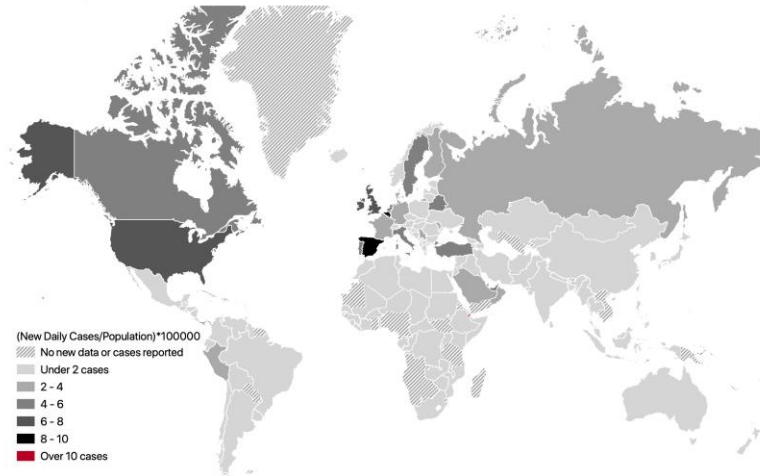 (New Daily Cases/Population)*100000
No new data or cases reported
Under 2 cases
2 - 4
4 - 6
6 - 8
8 - 10
Over 10 cases